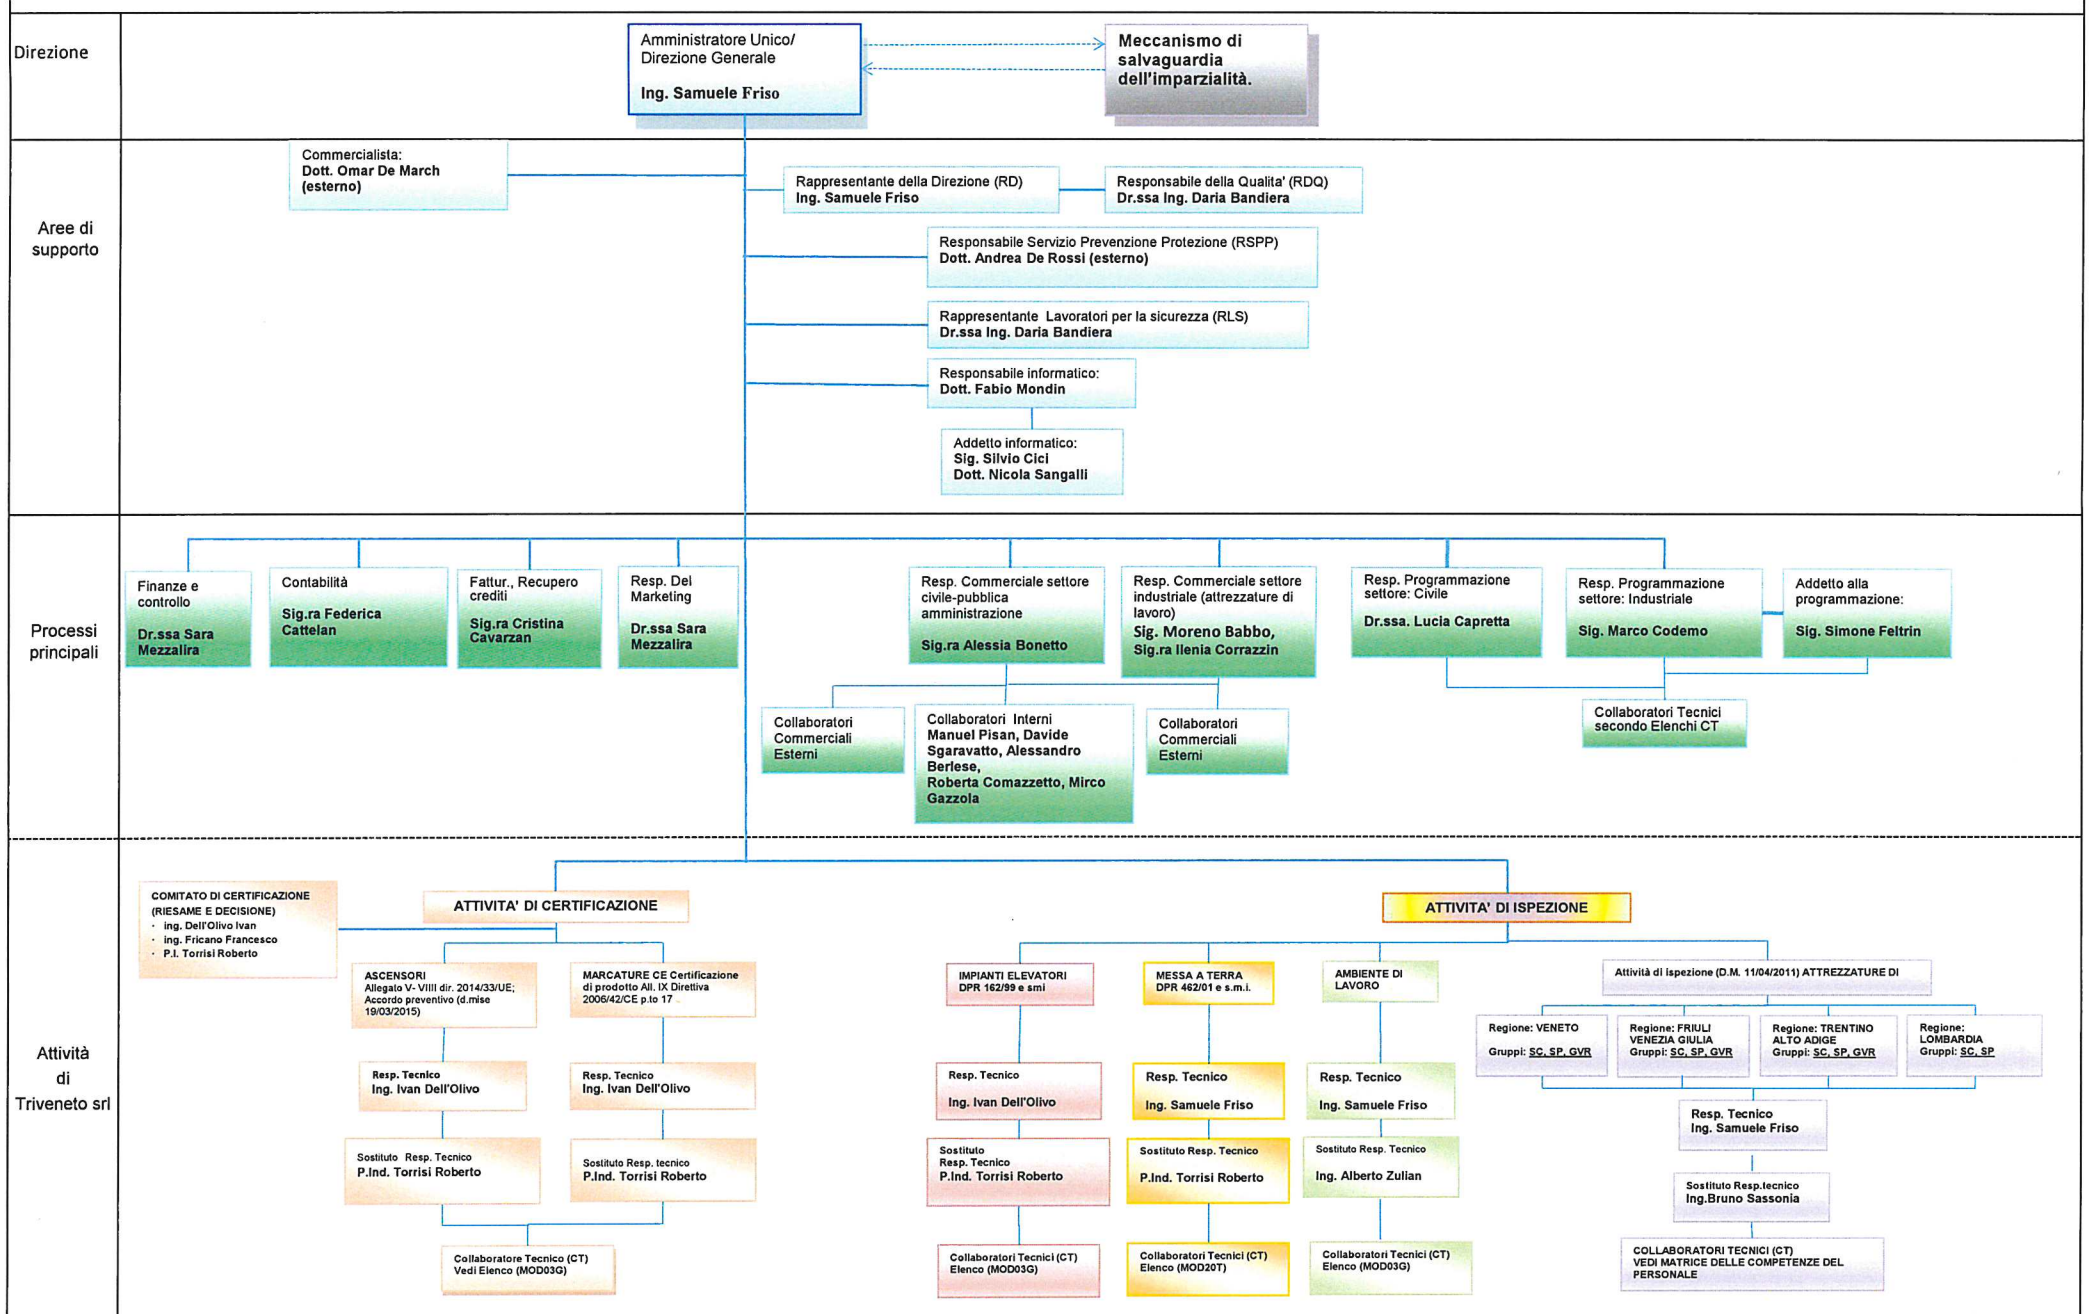 Direzione
Amministratore Unico/
Direzione Generale
Ing. Samuele Friso
Meccanismo di
salvaguardia
dell'imparzialità.
Aree di
supporto
Commercialista:
Dott. Omar De March
(esterno)
Rappresentante della Direzione (RD)
Ing. Samuele Friso
Responsabile della Qualita' (RDQ)
Dr.ssa Ing. Daria Bandiera
Responsabile Servizio Prevenzione Protezione (RSPP)
Dott. Andrea De Rossi (esterno)
Rappresentante Lavoratori per la sicurezza (RLS)
Dr.ssa Ing. Daria Bandiera
Responsabile informatico:
Dott. Fabio Mondin
Addetto informatico:
Sig. Silvio Cici
Dott. Nicola Sangalli
Processi
principali
Finanze e
controllo
Dr.ssa Sara
Mezzalira
Contabilità
Sig.ra Federica
Cattelan
Fattur., Recupero
crediti
Sig.ra Cristina
Cavarzan
Resp. Del
Marketing
Dr.ssa Sara
Mezzalira
Resp. Commerciale settore
civile-pubblica
amministrazione
Sig.ra Alessia Bonetto
Resp. Commerciale settore
industriale (attrezzature di
lavoro)
Sig. Moreno Babbo,
Sig.ra Ilenia Corrazzin
Resp. Programmazione
settore: Civile
Dr.ssa. Lucia Capretta
Resp. Programmazione
settore: Industriale
Sig. Marco Codemo
Addetto alla
programmazione:
Sig. Simone Feltrin
Collaboratori
Commerciali
Esterni
Collaboratori Interni
Manuel Pisan, Davide
Sgaravatto, Alessandro
Berlese,
Roberta Comazzetto, Mirco
Gazzola
Collaboratori
Commerciali
Esterni
Collaboratori Tecnici
secondo Elenchi CT
Attività
di
Triveneto srl
COMITATO DI CERTIFICAZIONE
(RIESAME E DECISIONE)
· ing. Dell'Olivo Ivan
· ing. Fricano Francesco
· P.I. Torrisi Roberto
ATTIVITA' DI CERTIFICAZIONE
ATTIVITA' DI ISPEZIONE
ASCENSORI
Allegato V- VIIII dir. 2014/33/UE;
Accordo preventivo (d.mise
19/03/2015)
MARCATURE CE Certificazione
di prodotto All. IX Direttiva
2006/42/CE p.to 17
IMPIANTI ELEVATORI
DPR 162/99 e smi
MESSA A TERRA
DPR 462/01 e s.m.i.
AMBIENTE DI
LAVORO
Attività di ispezione (D.M. 11/04/2011) ATTREZZATURE DI
Regione: VENETO
Gruppi: SC, SP, GVR
Regione: FRIULI
VENEZIA GIULIA
Gruppi: SC, SP, GVR
Regione: TRENTINO
ALTO ADIGE
Gruppi: SC, SP, GVR
Regione:
LOMBARDIA
Gruppi: SC, SP
Resp. Tecnico
Ing. Ivan Dell'Olivo
Resp. Tecnico
Ing. Ivan Dell'Olivo
Resp. Tecnico
Ing. Ivan Dell'Olivo
Resp. Tecnico
Ing. Samuele Friso
Resp. Tecnico
Ing. Samuele Friso
Resp. Tecnico
Ing. Samuele Friso
Sostituto Resp. Tecnico
P.Ind. Torrisi Roberto
Sostituto Resp. tecnico
P.Ind. Torrisi Roberto
Sostituto
Resp. Tecnico
P.Ind. Torrisi Roberto
Sostituto Resp. Tecnico
P.Ind. Torrisi Roberto
Sostituto Resp. Tecnico
Ing. Alberto Zulian
Sostituto Resp.tecnico
Ing.Bruno Sassonia
Collaboratore Tecnico (CT)
Vedi Elenco (MOD03G)
Collaboratori Tecnici (CT)
Elenco (MOD03G)
Collaboratori Tecnici (CT)
Elenco (MOD20T)
Collaboratori Tecnici (CT)
Elenco (MOD03G)
COLLABORATORI TECNICI (CT)
VEDI MATRICE DELLE COMPETENZE DEL
PERSONALE